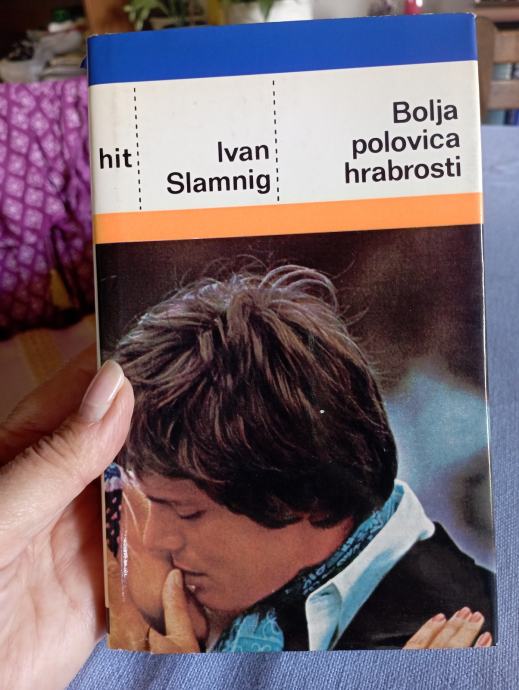 hit
Ivan
Slamnig
Bolja
polovica
hrabrosti